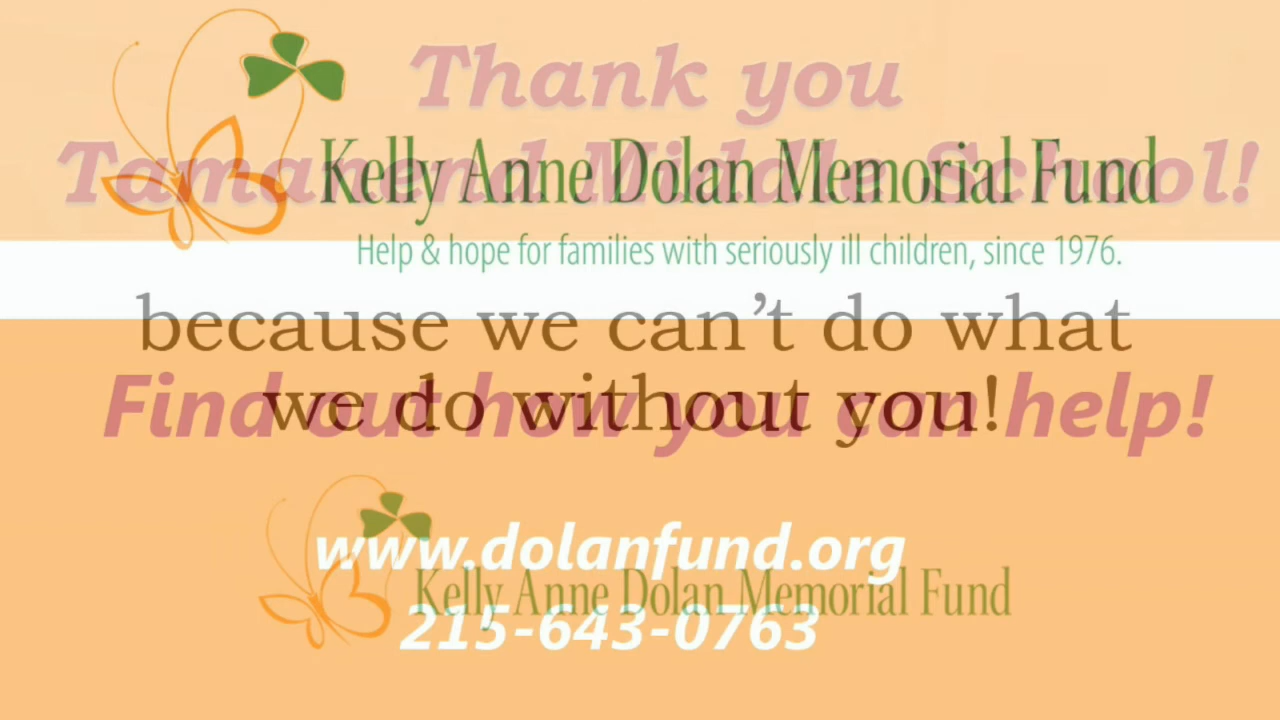 Thank you
Tamanend Middle School!
Kelly Anne Dolan Memorial Fund
Help & hope for families with seriously ill children, since 1976.
because we can't do what
we do without you!
Find out how you can help!
www.dolanfund.org
Kelly Anne Dolan Memorial Fund
215-643-0763